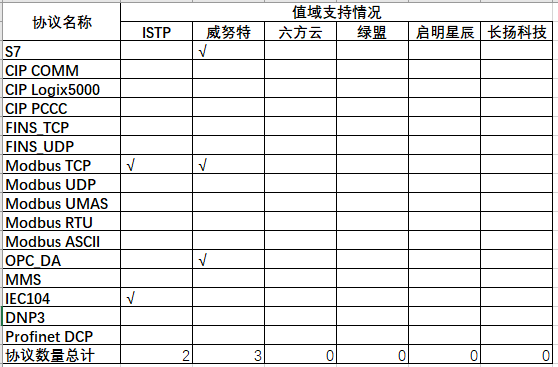 协议名称 值域支持情况
ISTP 威努特 六方云 绿盟 启明星辰 长扬科技
S7 √
CIP COMM
CIP Logix5000
CIP PCCC
FINS_TCP
FINS_UDP
Modbus TCP √ √
Modbus UDP
Modbus UMAS
Modbus RTU
Modbus ASCII
OPC_DA √
MMS
IEC104 √
DNP3
Profinet DCP
协议数量总计 2 3 0 0 0 0